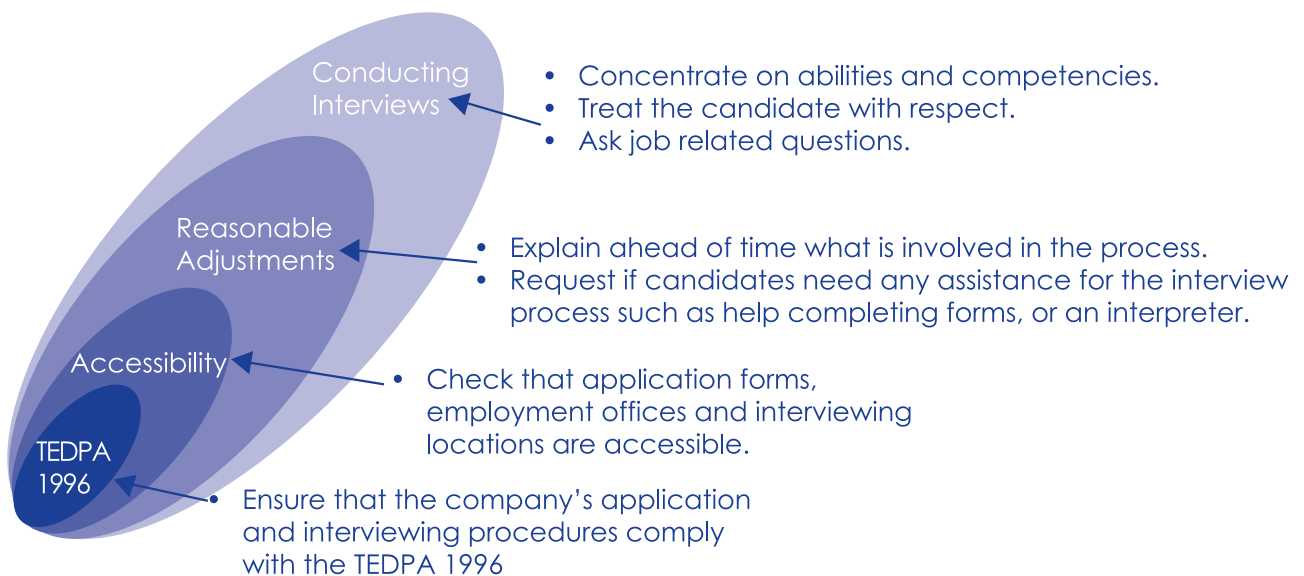 Conducting
Interviews
• Concentrate on abilities and competencies.
• Treat the candidate with respect.
• Ask job related questions.
Reasonable
Adjustments
• Explain ahead of time what is involved in the process.
• Request if candidates need any assistance for the interview
process such as help completing forms, or an interpreter.
Accessibility
• Check that application forms,
employment offices and interviewing
locations are accessible.
TEDPA
1996
• Ensure that the company’s application
and interviewing procedures comply
with the TEDPA 1996